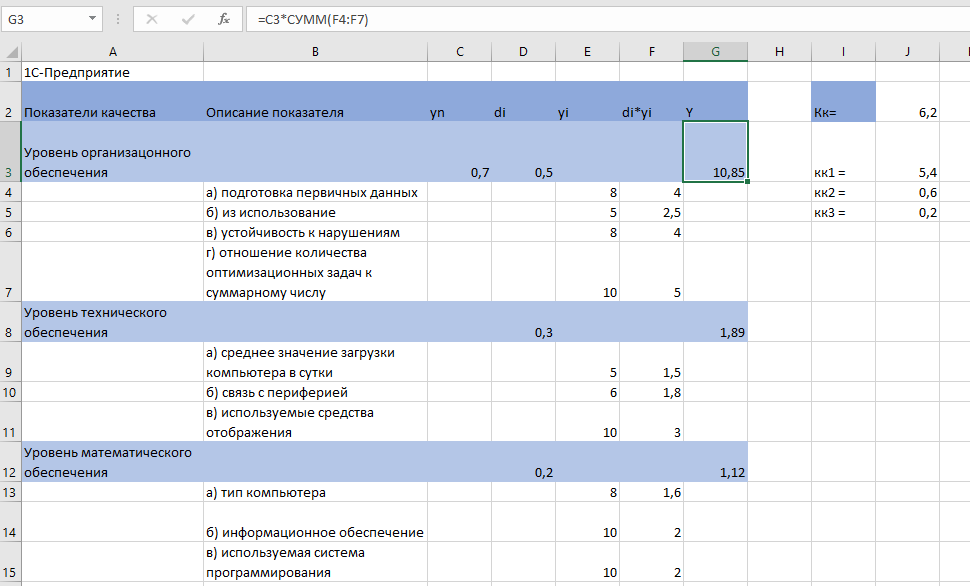 G3 fx =C3*СУММ(F4:F7)
A B C D E F G H I J
1 1С-Предприятие
2 Показатели качества Описание показателя yn di yi di*yi Y Кк= 6,2
Уровень организацонного
3 обеспечения 0,7 0,5 10,85 кк1 = 5,4
4 а) подготовка первичных данных 8 4 кк2 = 0,6
5 б) из использование 5 2,5 кк3 = 0,2
6 в) устойчивость к нарушениям 8 4
г) отношение количества
оптимизационных задач к
7 суммарному числу 10 5
Уровень технического
8 обеспечения 0,3 1,89
а) среднее значение загрузки
9 компьютера в сутки 5 1,5
10 б) связь с периферией 6 1,8
в) используемые средства
11 отображения 10 3
Уровень математического
12 обеспечения 0,2 1,12
13 а) тип компьютера 8 1,6
14 б) информационное обеспечение 10 2
в) используемая система
15 программирования 10 2